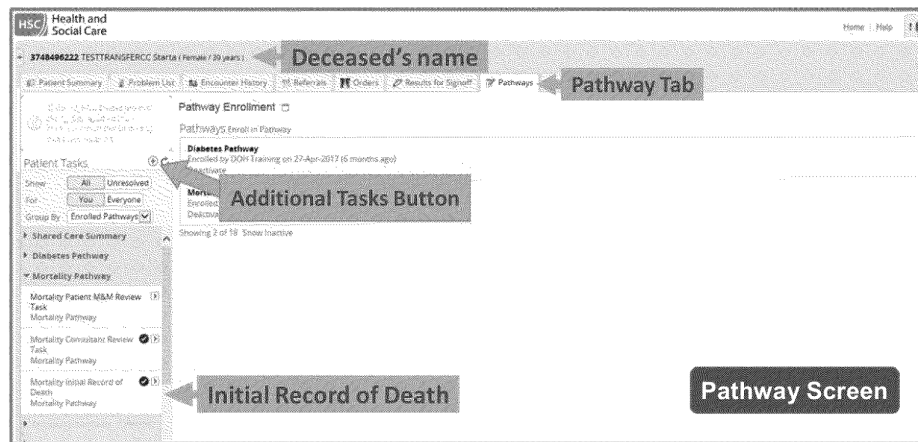 HSC Health and
Social Care
Home Help
3748496222 TESTTRANSFERCC Starta ( Female / 39 years )
Deceased's name
Patient Summary Problem List Encounter History Referrals Orders Results for Signoff Pathways
Pathway Tab
Pathway Enrollment
Pathways Enroll in Pathway
Diabetes Pathway
Enrolled by DOH Training on 27-Apr-2017 (6 months ago)
Deactivate
Enrolled
Showing 2 of 18 Show Inactive
Patient Tasks
Additional Tasks Button
Show All Unresolved
For You Everyone
Group By Enrolled Pathways
Shared Care Summary
Diabetes Pathway
Mortality Pathway
Mortality Patient M&M Review
Task
Mortality Pathway
Mortality Consultant Review
Task
Mortality Pathway
Mortality Initial Record of
Death
Mortality Pathway
Initial Record of Death
Pathway Screen